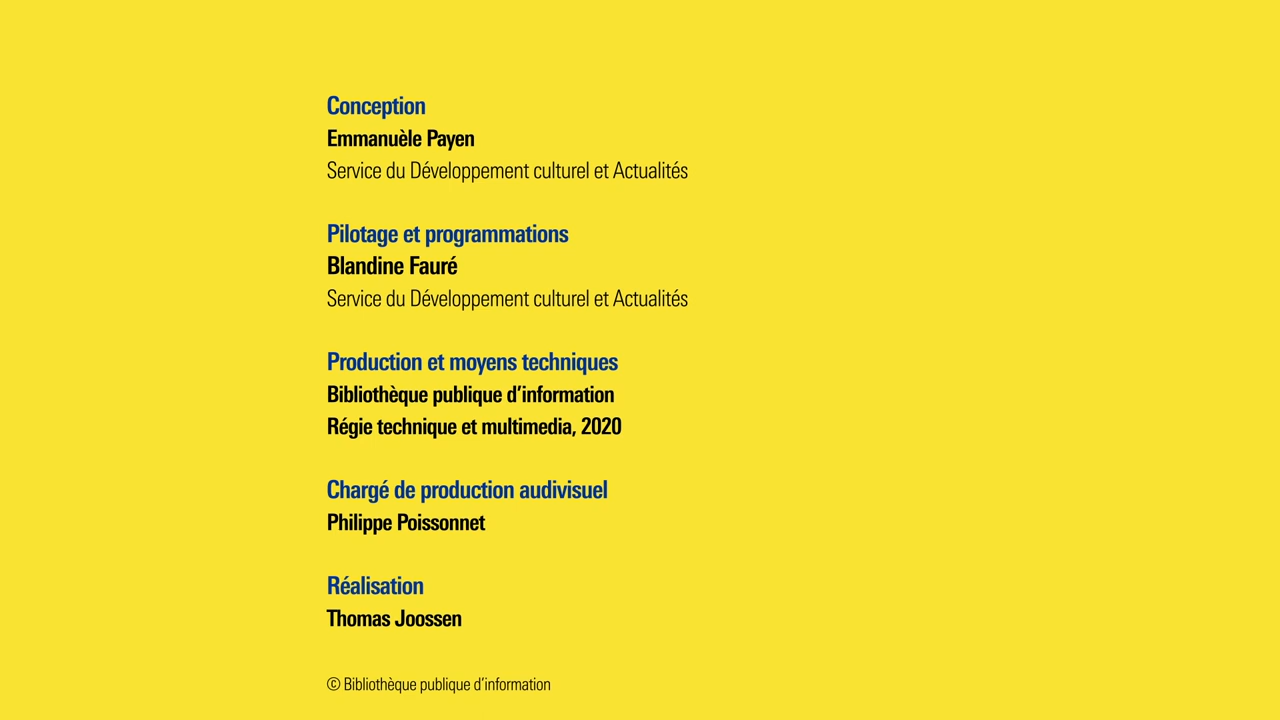 Conception
Emmanuèle Payen
Service du Développement culturel et Actualités
Pilotage et programmations
Blandine Fauré
Service du Développement culturel et Actualités
Production et moyens techniques
Bibliothèque publique d’information
Régie technique et multimedia, 2020
Chargé de production audivisuel
Philippe Poissonnet
Réalisation
Thomas Joossen
© Bibliothèque publique d’information